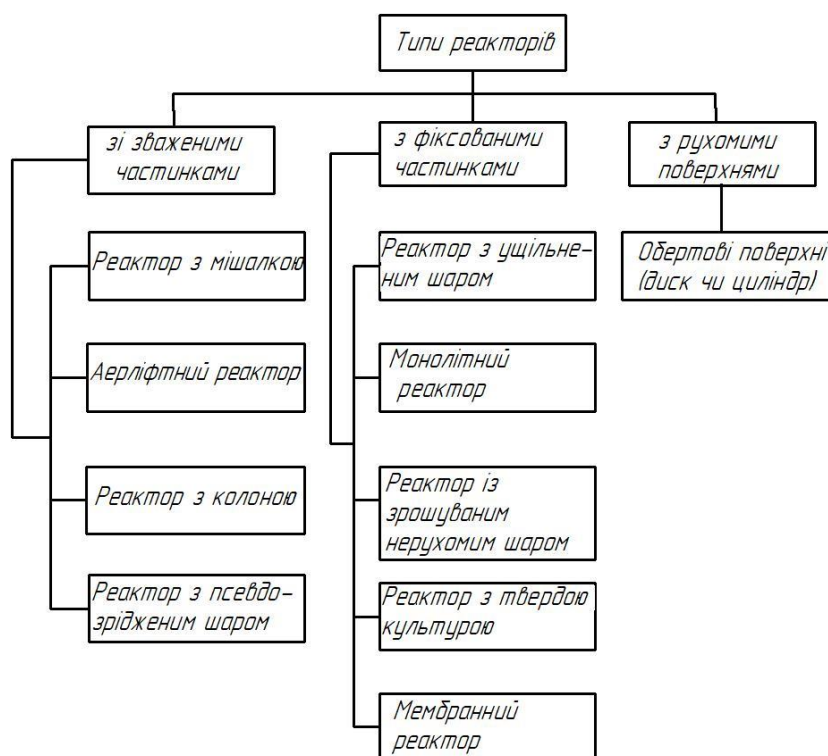 Типи реакторів
зі зваженими
частинками
з фіксованими
частинками
з рухомими
поверхнями
Реактор з мішалкою
Аерліфтний реактор
Реактор з колоною
Реактор з псевдо-
зрідженим шаром
Реактор з ущільне-
ним шаром
Монолітний
реактор
Реактор із
зрошуваним
нерухомим шаром
Реактор з твердою
культурою
Мембранний
реактор
Обертові поверхні
(диск чи циліндр)